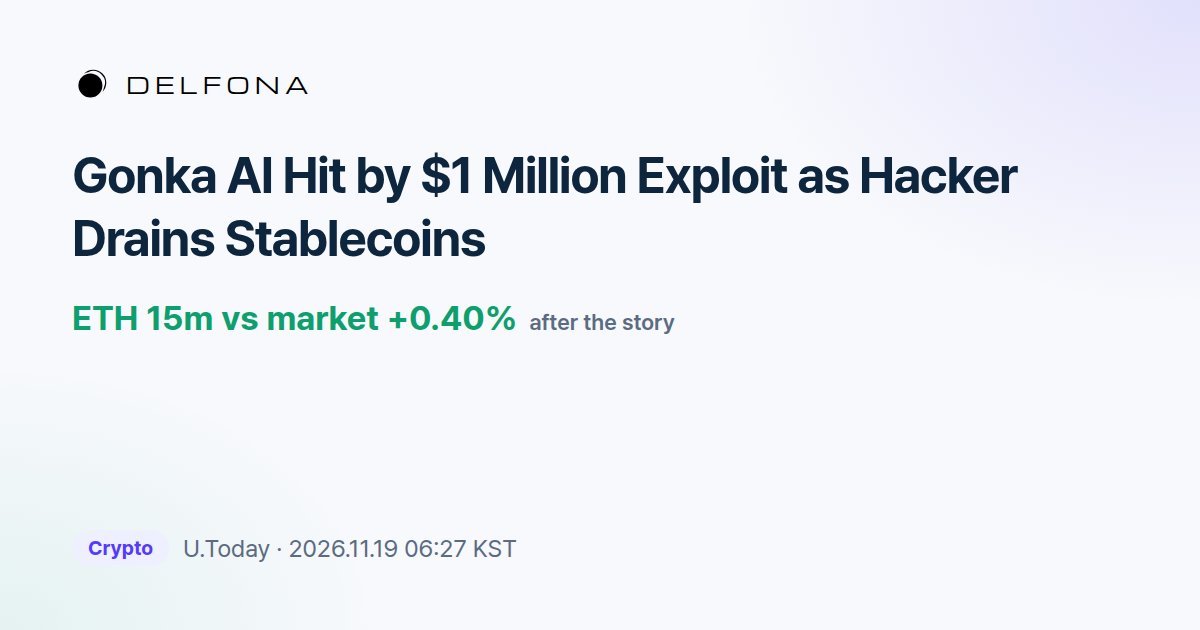 DELFONA
Gonka AI Hit by $1 Million Exploit as Hacker
Drains Stablecoins
ETH 15m vs market +0.40% after the story
Crypto U.Today · 2026.11.19 06:27 KST